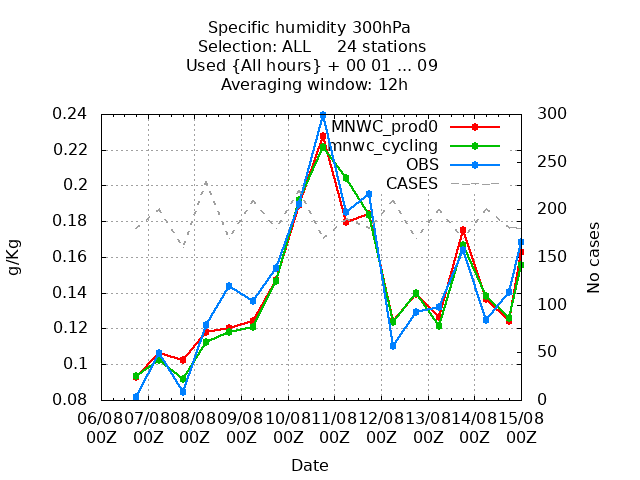 Specific humidity 300hPa
Selection: ALL 24 stations
Used {All hours} + 00 01 ... 09
Averaging window: 12h
MNWC_prod0
mnwc_cycling
OBS
CASES
g/Kg
0.24
0.22
0.2
0.18
0.16
0.14
0.12
0.1
0.08
300
250
200
150
100
50
0
No cases
06/08 07/08 08/08 09/08 10/08 11/08 12/08 13/08 14/08 15/08
00Z 00Z 00Z 00Z 00Z 00Z 00Z 00Z 00Z 00Z
Date